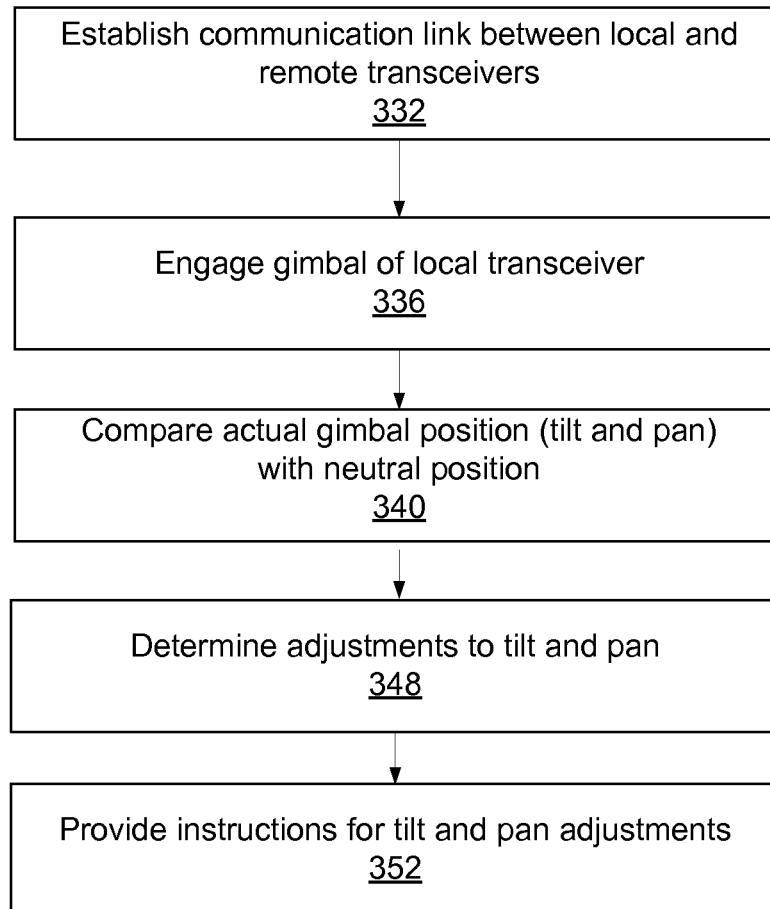 Establish communication link between local and
remote transceivers
332
Engage gimbal of local transceiver
336
Compare actual gimbal position (tilt and pan)
with neutral position
340
Determine adjustments to tilt and pan
348
Provide instructions for tilt and pan adjustments
352